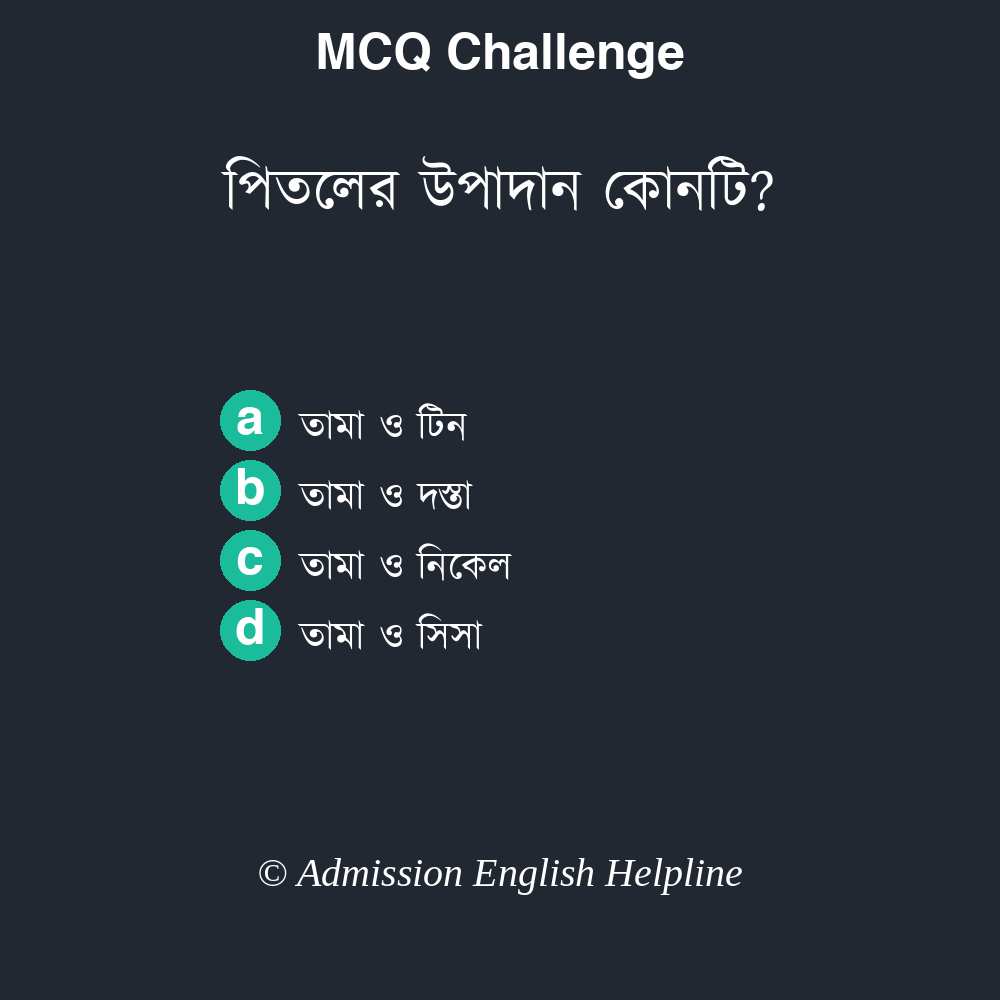 MCQ Challenge
পিতলের উপাদান কোনটি?
a তামা ও টিন
b তামা ও দস্তা
c তামা ও নিকেল
d তামা ও সিসা
© Admission English Helpline